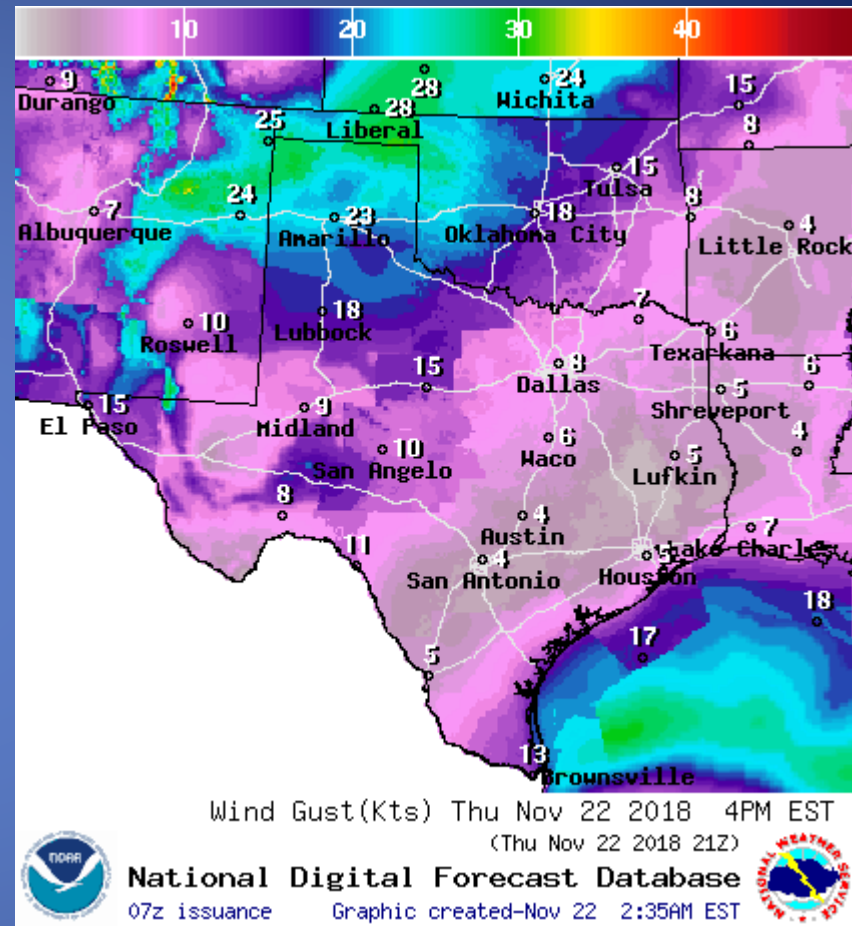 10 20 30 40
9
Durango
28
28
Liberal
24
Wichita
15
8
25
15
Tulsa
7
Albuquerque
24
23
Amarillo
18
Oklahoma City
8
4
Little Rock
10
Roswell
18
Lubbock
7
6
Texarkana
15
El Paso
9
Midland
15
8
Dallas
5
Shreveport
6
10
San Angelo
6
Waco
5
Lufkin
4
8
4
Austin
7
11
4
San Antonio
Houston
18
17
5
13
Brownsville
Wind Gust(Kts) Thu Nov 22 2018 4PM EST
(Thu Nov 22 2018 21Z)
NOAA
National Digital Forecast Database
07z issuance Graphic created-Nov 22 2:35AM EST
NATIONAL WEATHER SERVICE